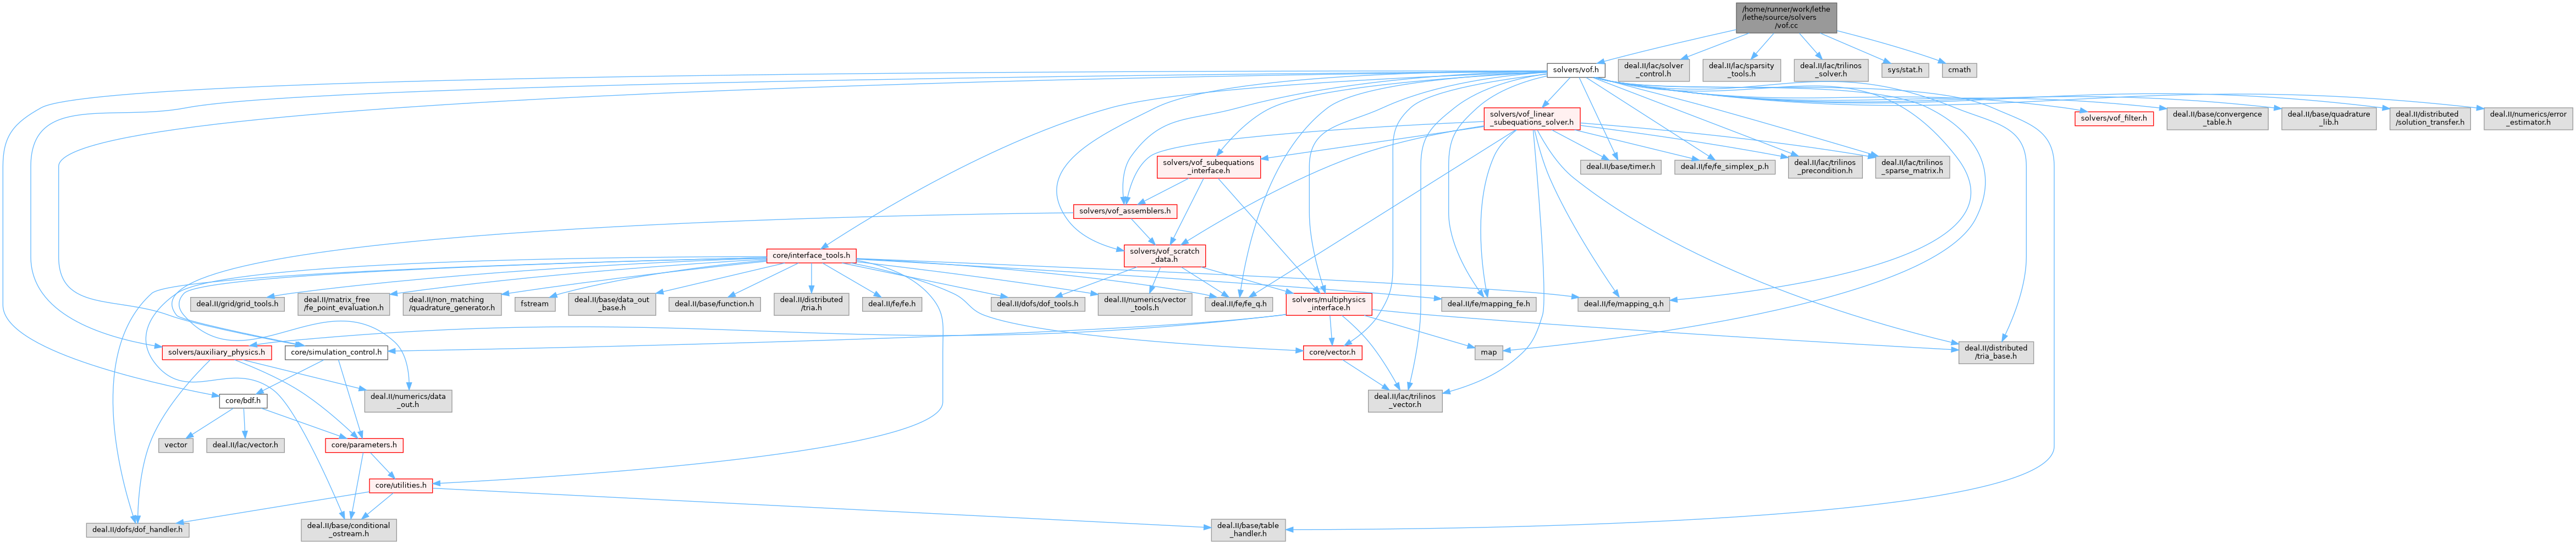 /home/runner/work/lethe
/lethe/source/solvers
/vof.cc
solvers/vof.h
deal.II/lac/solver
_control.h
deal.II/lac/sparsity
_tools.h
deal.II/lac/trilinos
_solver.h
sys/stat.h
cmath
solvers/vof_linear
_subequations_solver.h
solvers/vof_filter.h
deal.II/base/convergence
_table.h
deal.II/base/quadrature
_lib.h
deal.II/distributed
/solution_transfer.h
deal.II/numerics/error
_estimator.h
solvers/vof_subequations
_interface.h
deal.II/base/timer.h
deal.II/fe/fe_simplex_p.h
deal.II/lac/trilinos
_precondition.h
deal.II/lac/trilinos
_sparse_matrix.h
solvers/vof_assemblers.h
core/interface_tools.h
solvers/vof_scratch
_data.h
deal.II/grid/grid_tools.h
deal.II/matrix_free
/fe_point_evaluation.h
deal.II/non_matching
/quadrature_generator.h
fstream
deal.II/base/data_out
_base.h
deal.II/base/function.h
deal.II/distributed
/tria.h
deal.II/fe/fe.h
deal.II/dofs/dof_tools.h
deal.II/numerics/vector
_tools.h
deal.II/fe/fe_q.h
solvers/multiphysics
_interface.h
deal.II/fe/mapping_fe.h
deal.II/fe/mapping_q.h
solvers/auxiliary_physics.h
core/simulation_control.h
core/vector.h
map
deal.II/distributed
/tria_base.h
core/bdf.h
deal.II/numerics/data
_out.h
deal.II/lac/trilinos
_vector.h
vector
deal.II/lac/vector.h
core/parameters.h
core/utilities.h
deal.II/dofs/dof_handler.h
deal.II/base/conditional
_ostream.h
deal.II/base/table
_handler.h